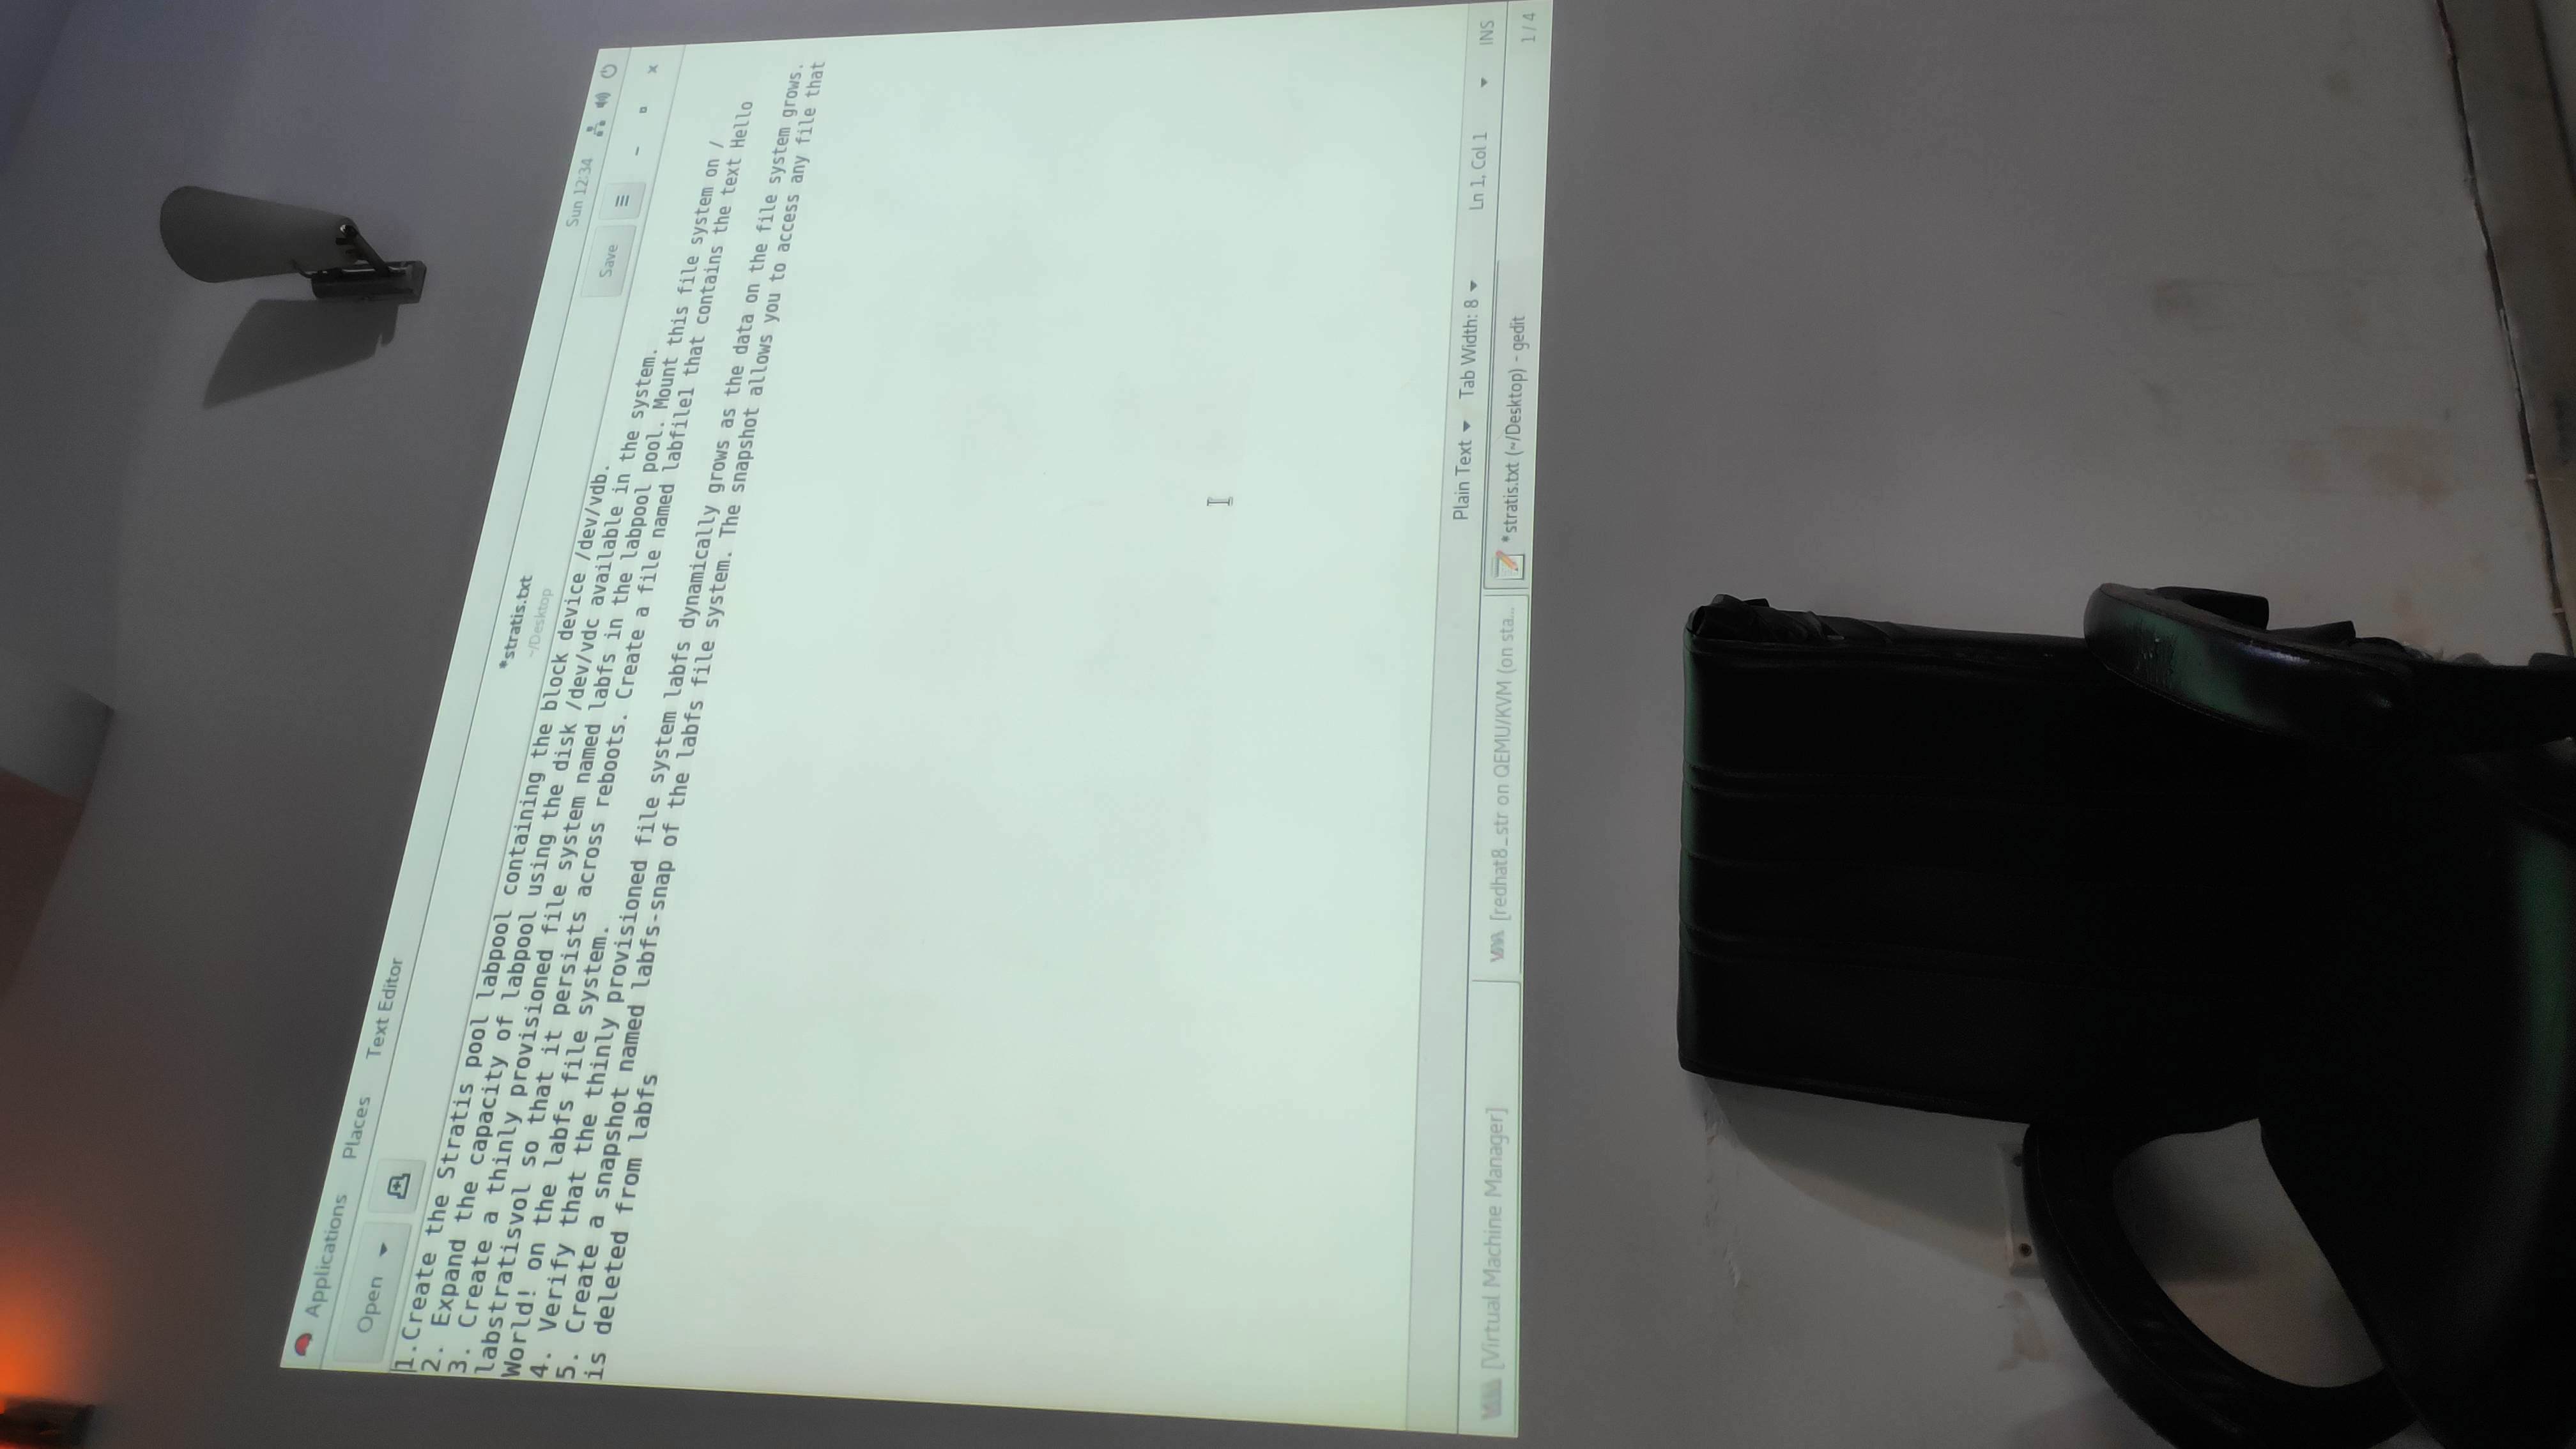 Applications Places Text Editor
Sun 12:34
Open
*stratis.txt
~/Desktop
Save
1.Create the Stratis pool labpool containing the block device /dev/vdb.
2. Expand the capacity of labpool using the disk /dev/vdc available in the system.
3. Create a thinly provisioned file system named labfs in the labpool pool. Mount this file system on /
labstratisvol so that it persists across reboots. Create a file named labfile1 that contains the text Hello
World! on the labfs file system.
4. Verify that the thinly provisioned file system labfs dynamically grows as the data on the file system grows.
5. Create a snapshot named labfs-snap of the labfs file system. The snapshot allows you to access any file that
is deleted from labfs
Plain Text Tab Width: 8 Ln 1, Col 1 INS
[Virtual Machine Manager] [redhat8_str on QEMU/KVM (on sta... *stratis.txt (~/Desktop) - gedit 1 / 4